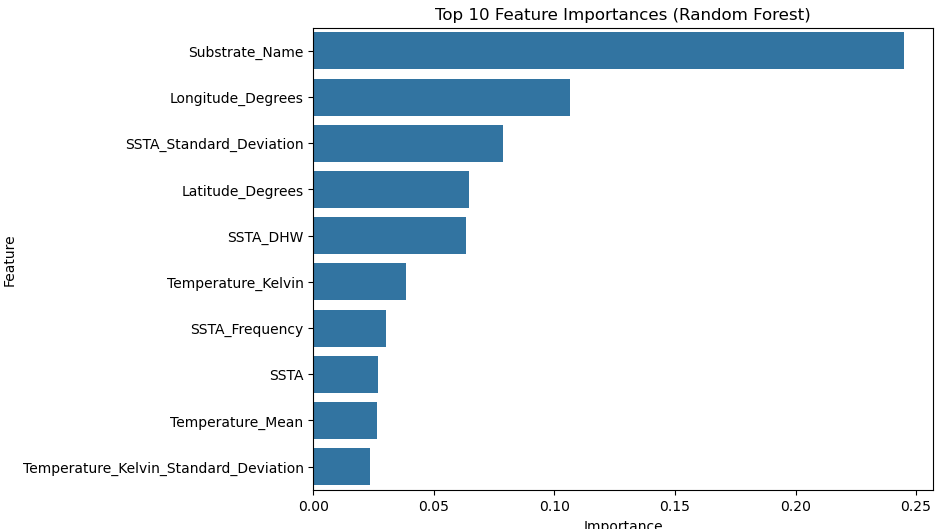 Top 10 Feature Importances (Random Forest)
Substrate_Name
Longitude_Degrees
SSTA_Standard_Deviation
Latitude_Degrees
SSTA_DHW
Temperature_Kelvin
SSTA_Frequency
SSTA
Temperature_Mean
Temperature_Kelvin_Standard_Deviation
Feature
0.00 0.05 0.10 0.15 0.20 0.25
Importance